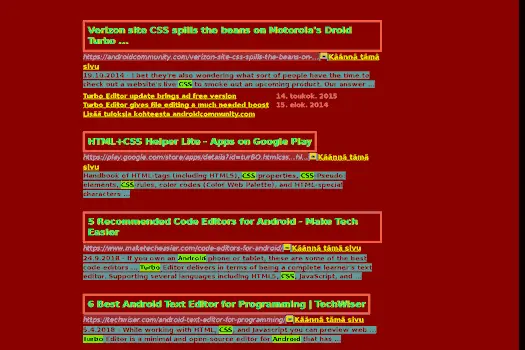 Verizon site CSS spills the beans on Motorola's Droid
Turbo ...
https://androidcommunity.com/verizon-site-css-spills-the-beans-on-... Käännä tämä
sivu
19.10.2014 - I bet they're also wondering what sort of people have the time to
check out a website's live CSS to smoke out an upcoming product. Our answer ...
Turbo Editor update brings ad free version 14. toukok. 2015
Turbo Editor gives file editing a much needed boost 15. elok. 2014
Lisää tuloksia kohteesta androidcommunity.com
HTML+CSS Helper Lite - Apps on Google Play
https://play.google.com/store/apps/details?id=tursO.htmlcss...hl... Käännä tämä
sivu
Handbook of HTML-tags (including HTML5), CSS-properties, CSS-Pseudo-
elements, CSS-rules, color codes (Color Web Palette), and HTML-special
characters ...
5 Recommended Code Editors for Android - Make Tech
Easier
https://www.maketecheasier.com/code-editors-for-android/ Käännä tämä sivu
24.9.2018 - If you own an Android phone or tablet, these are some of the best
code editors ... Turbo Editor delivers in terms of being a complete learner's text
editor. Supporting several languages including HTML5, CSS, JavaScript, and ...
6 Best Android Text Editor for Programming | TechWiser
https://techwiser.com/android-text-editor-for-programming/ Käännä tämä sivu
5.4.2018 - While working with HTML, CSS, and Javascript you can preview web ...
Turbo Editor is a minimal and open-source editor for Android that has ...